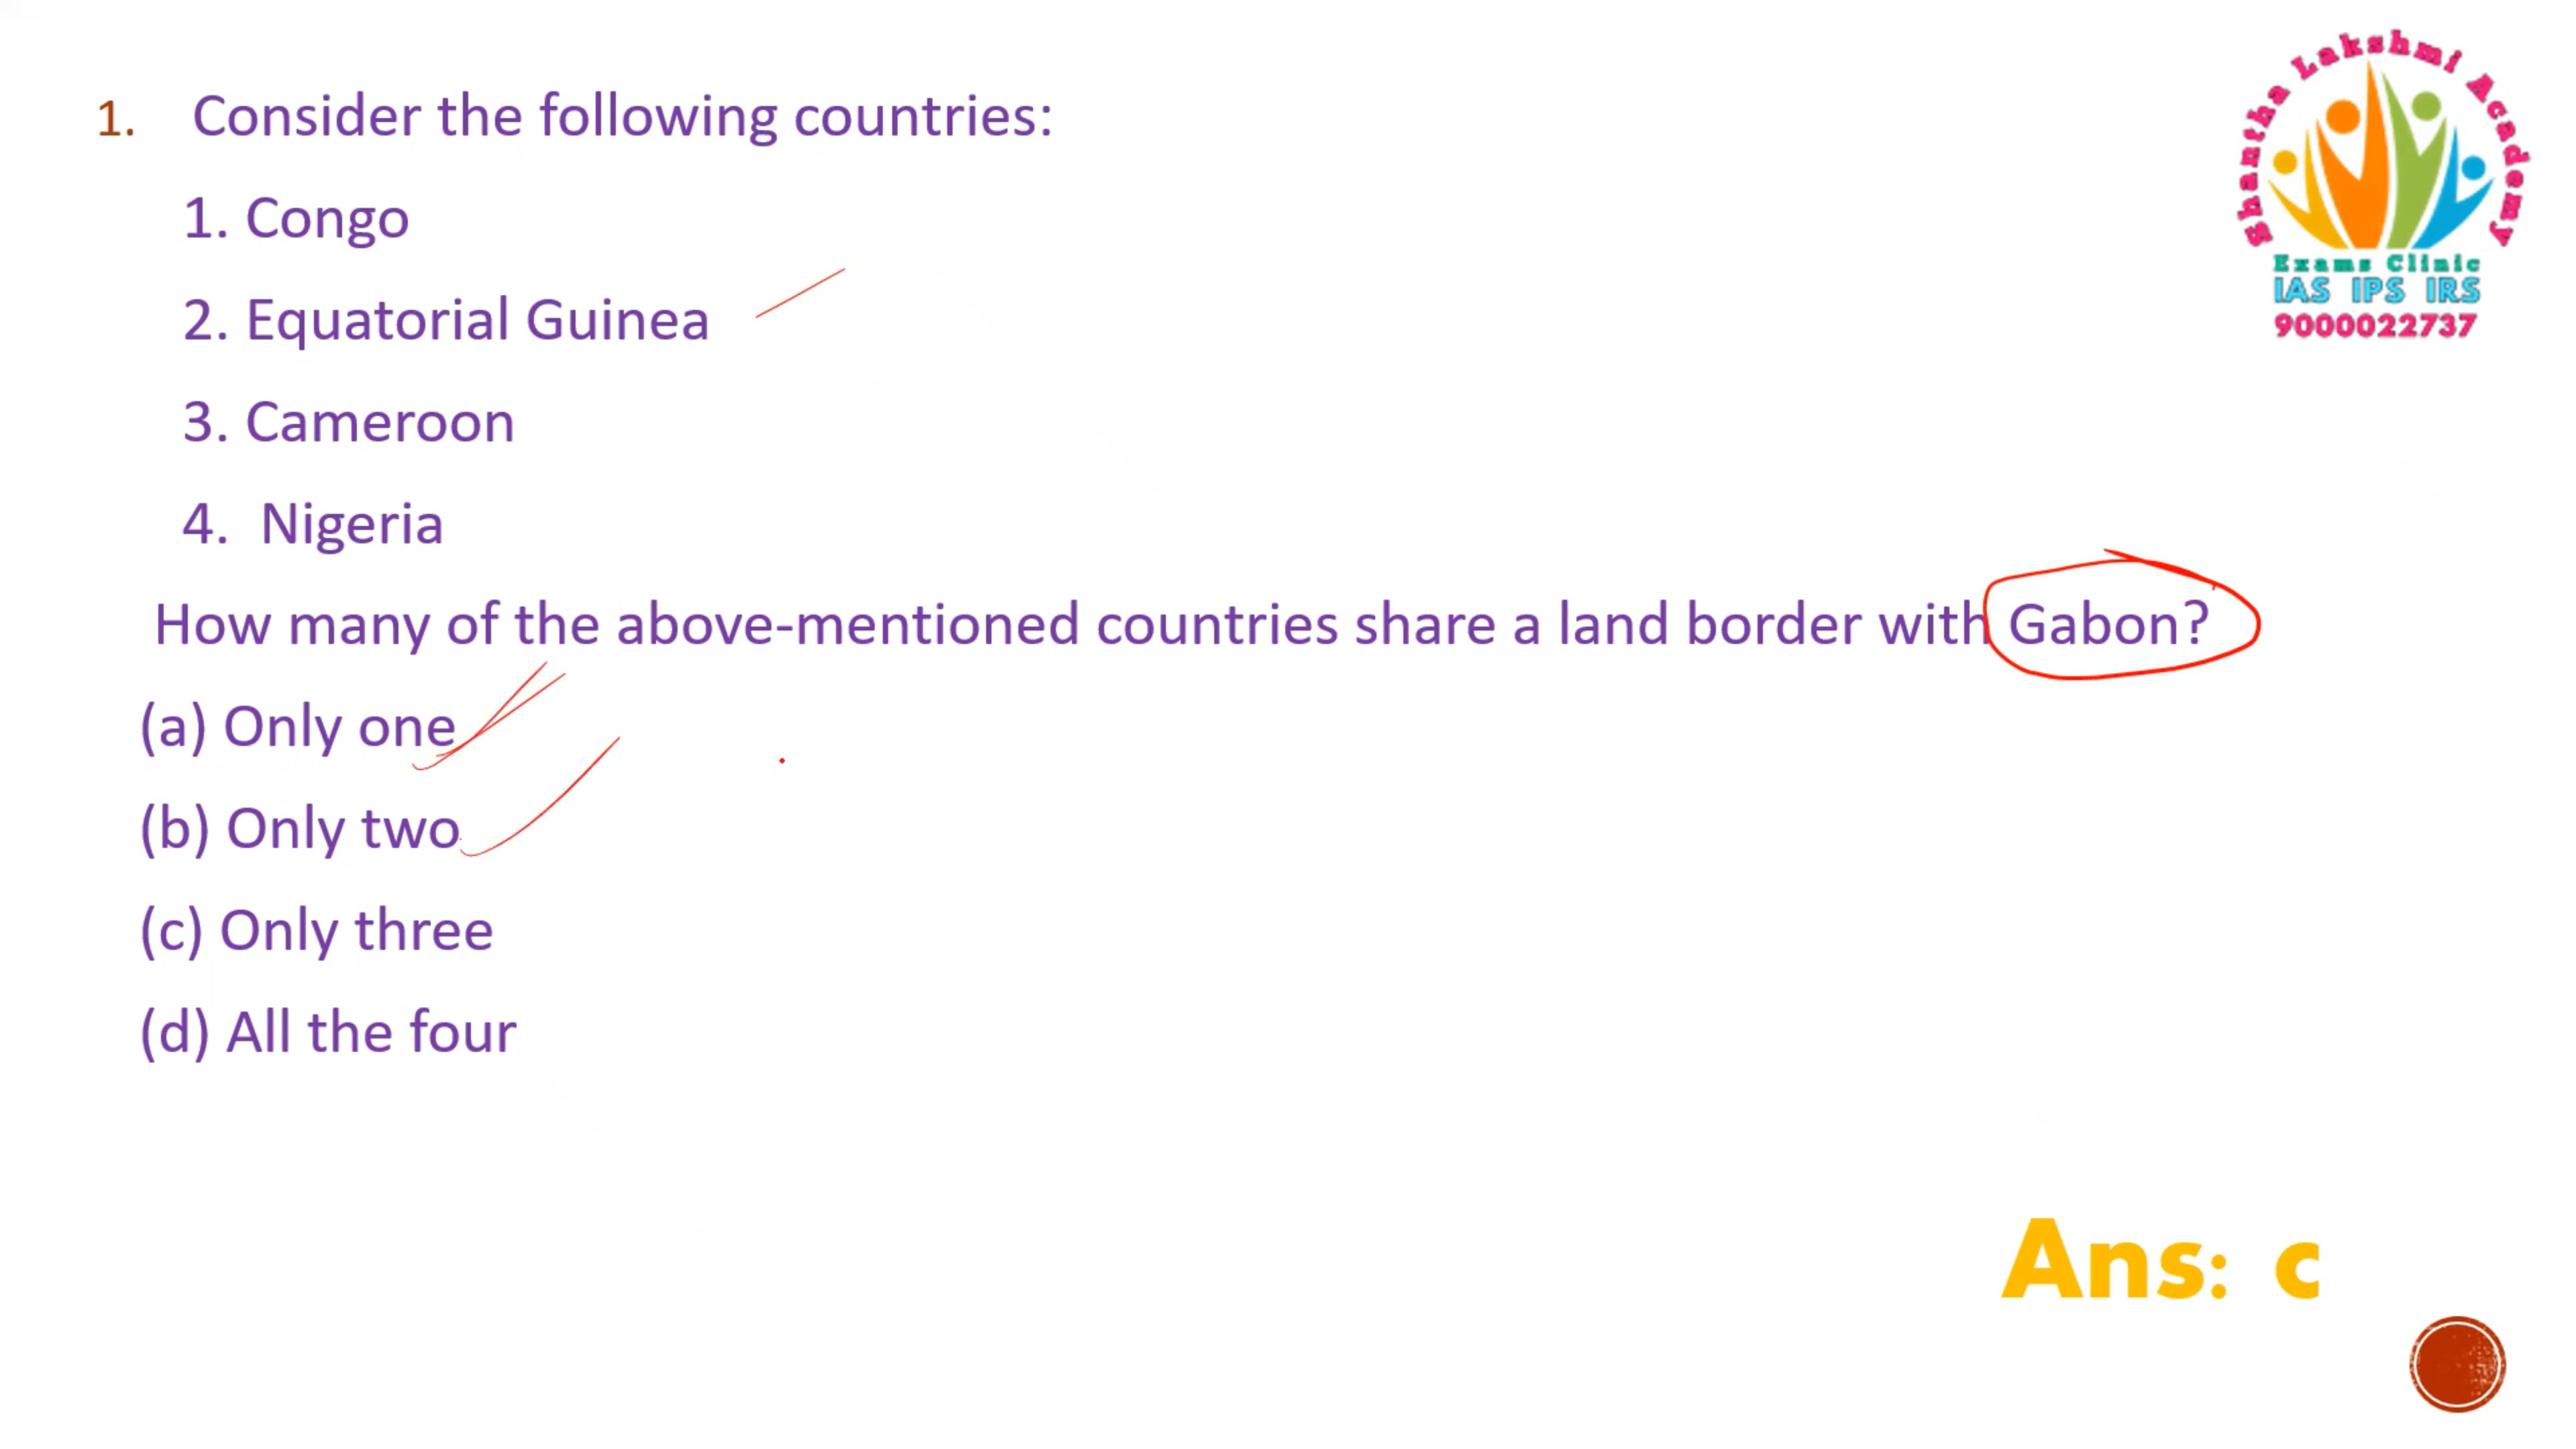 1. Consider the following countries:
1. Congo
2. Equatorial Guinea
3. Cameroon
4. Nigeria
How many of the above-mentioned countries share a land border with Gabon?
(a) Only one
(b) Only two
(c) Only three
(d) All the four
Shantha Lakshmi Academy
Exams Clinic
IAS IPS IRS
9000022737
Ans: c